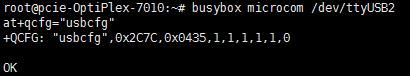 root@pcie-OptiPlex-7010:~# busybox microcom /dev/ttyUSB2
at+qcfg="usbcfg"
+QCFG: "usbcfg",0x2C7C,0x0435,1,1,1,1,1,0
OK